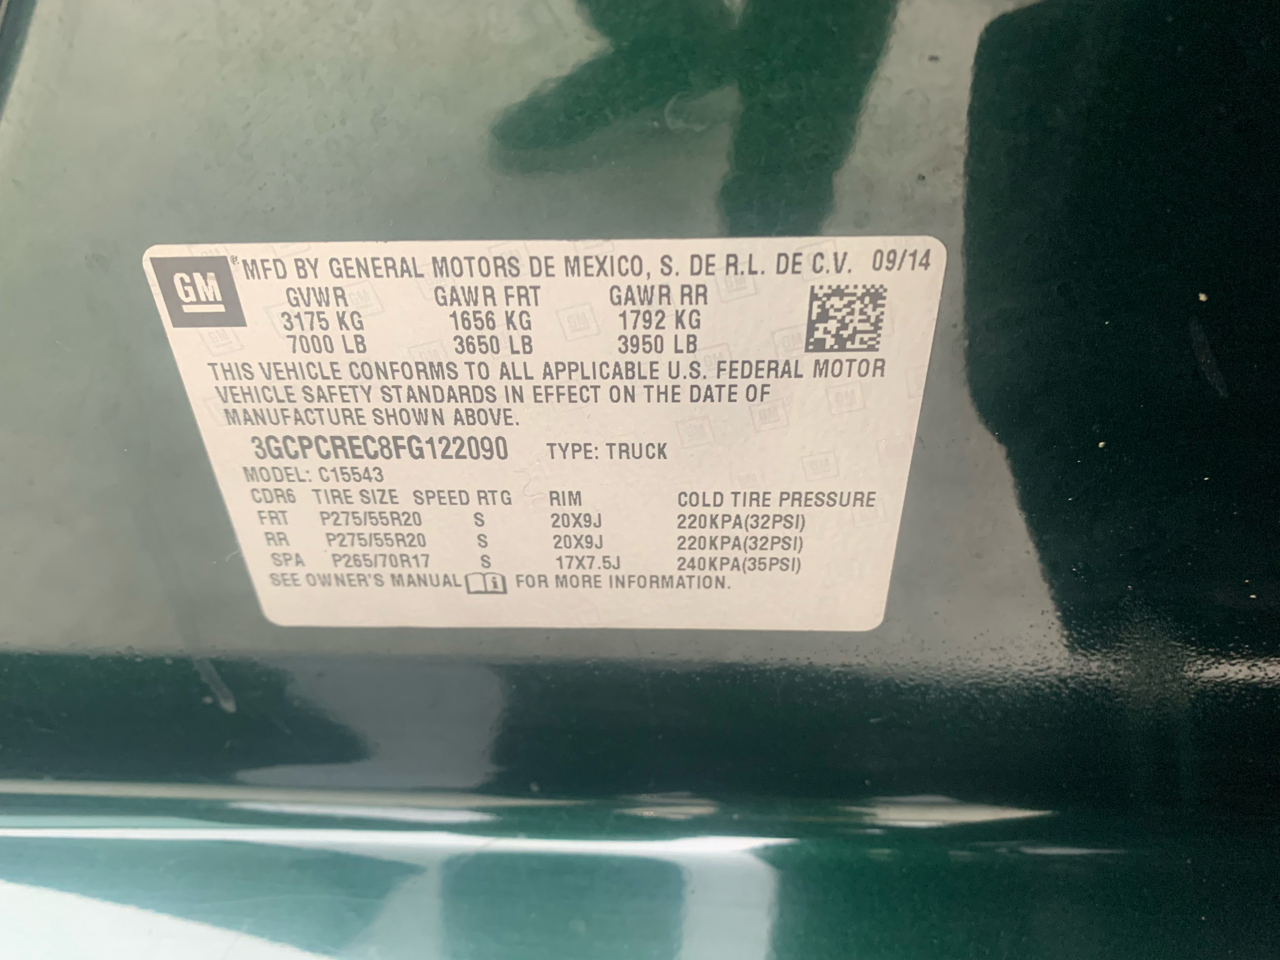 GM® MFD BY GENERAL MOTORS DE MEXICO, S. DE R.L. DE C.V. 09/14
GVWR GAWR FRT GAWR RR
3175 KG 1656 KG 1792 KG
7000 LB 3650 LB 3950 LB
THIS VEHICLE CONFORMS TO ALL APPLICABLE U.S. FEDERAL MOTOR
VEHICLE SAFETY STANDARDS IN EFFECT ON THE DATE OF
MANUFACTURE SHOWN ABOVE.
3GCPCREC8FG122090 TYPE: TRUCK
MODEL: C15543
CDR6 TIRE SIZE SPEED RTG RIM COLD TIRE PRESSURE
FRT P275/55R20 S 20X9J 220KPA(32PSI)
RR P275/55R20 S 20X9J 220KPA(32PSI)
SPA P265/70R17 S 17X7.5J 240KPA(35PSI)
SEE OWNER'S MANUAL FOR MORE INFORMATION.